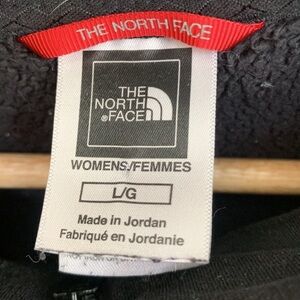 THE NORTH FACE
THE
NORTH
®FACE
WOMENS/FEMMES
L/G
Made in Jordan
Fabriqué en Jordanie